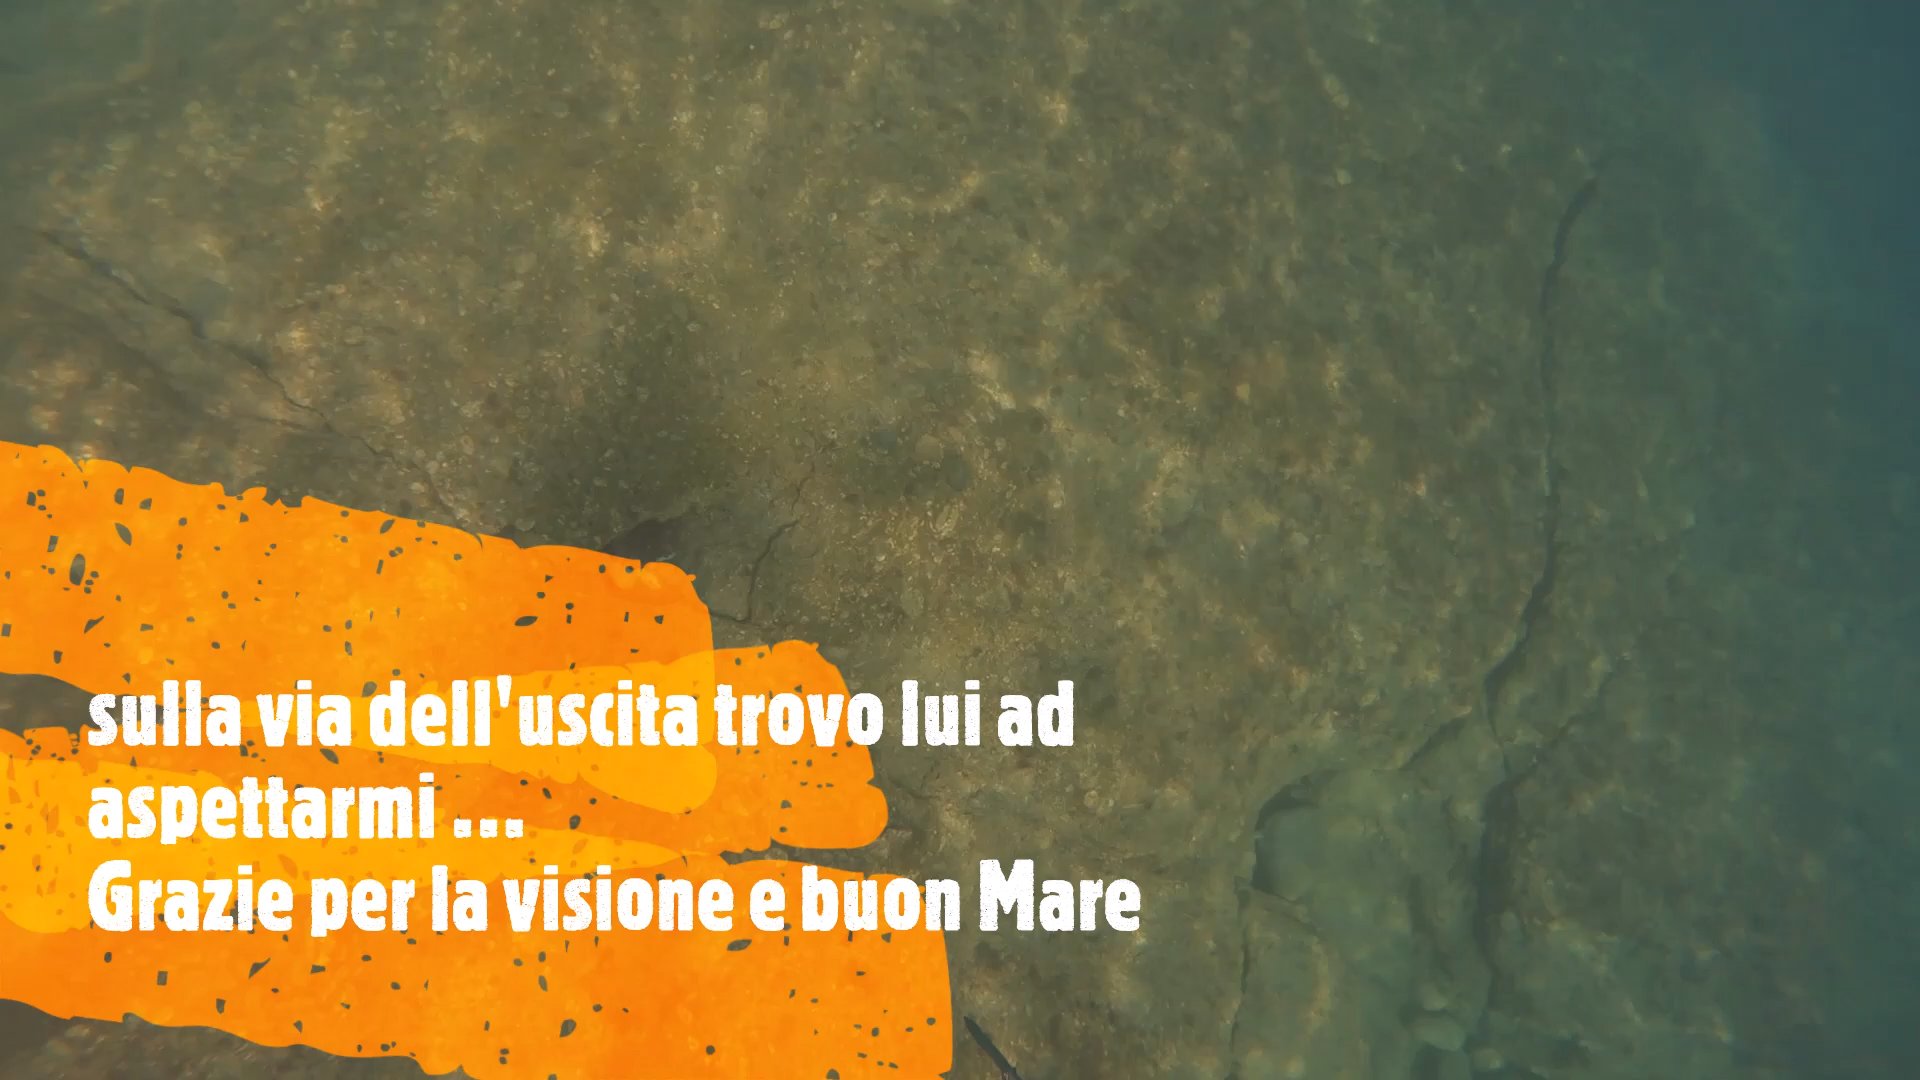 sulla via dell'uscita trovo lui ad
aspettarmi ...
Grazie per la visione e buon Mare